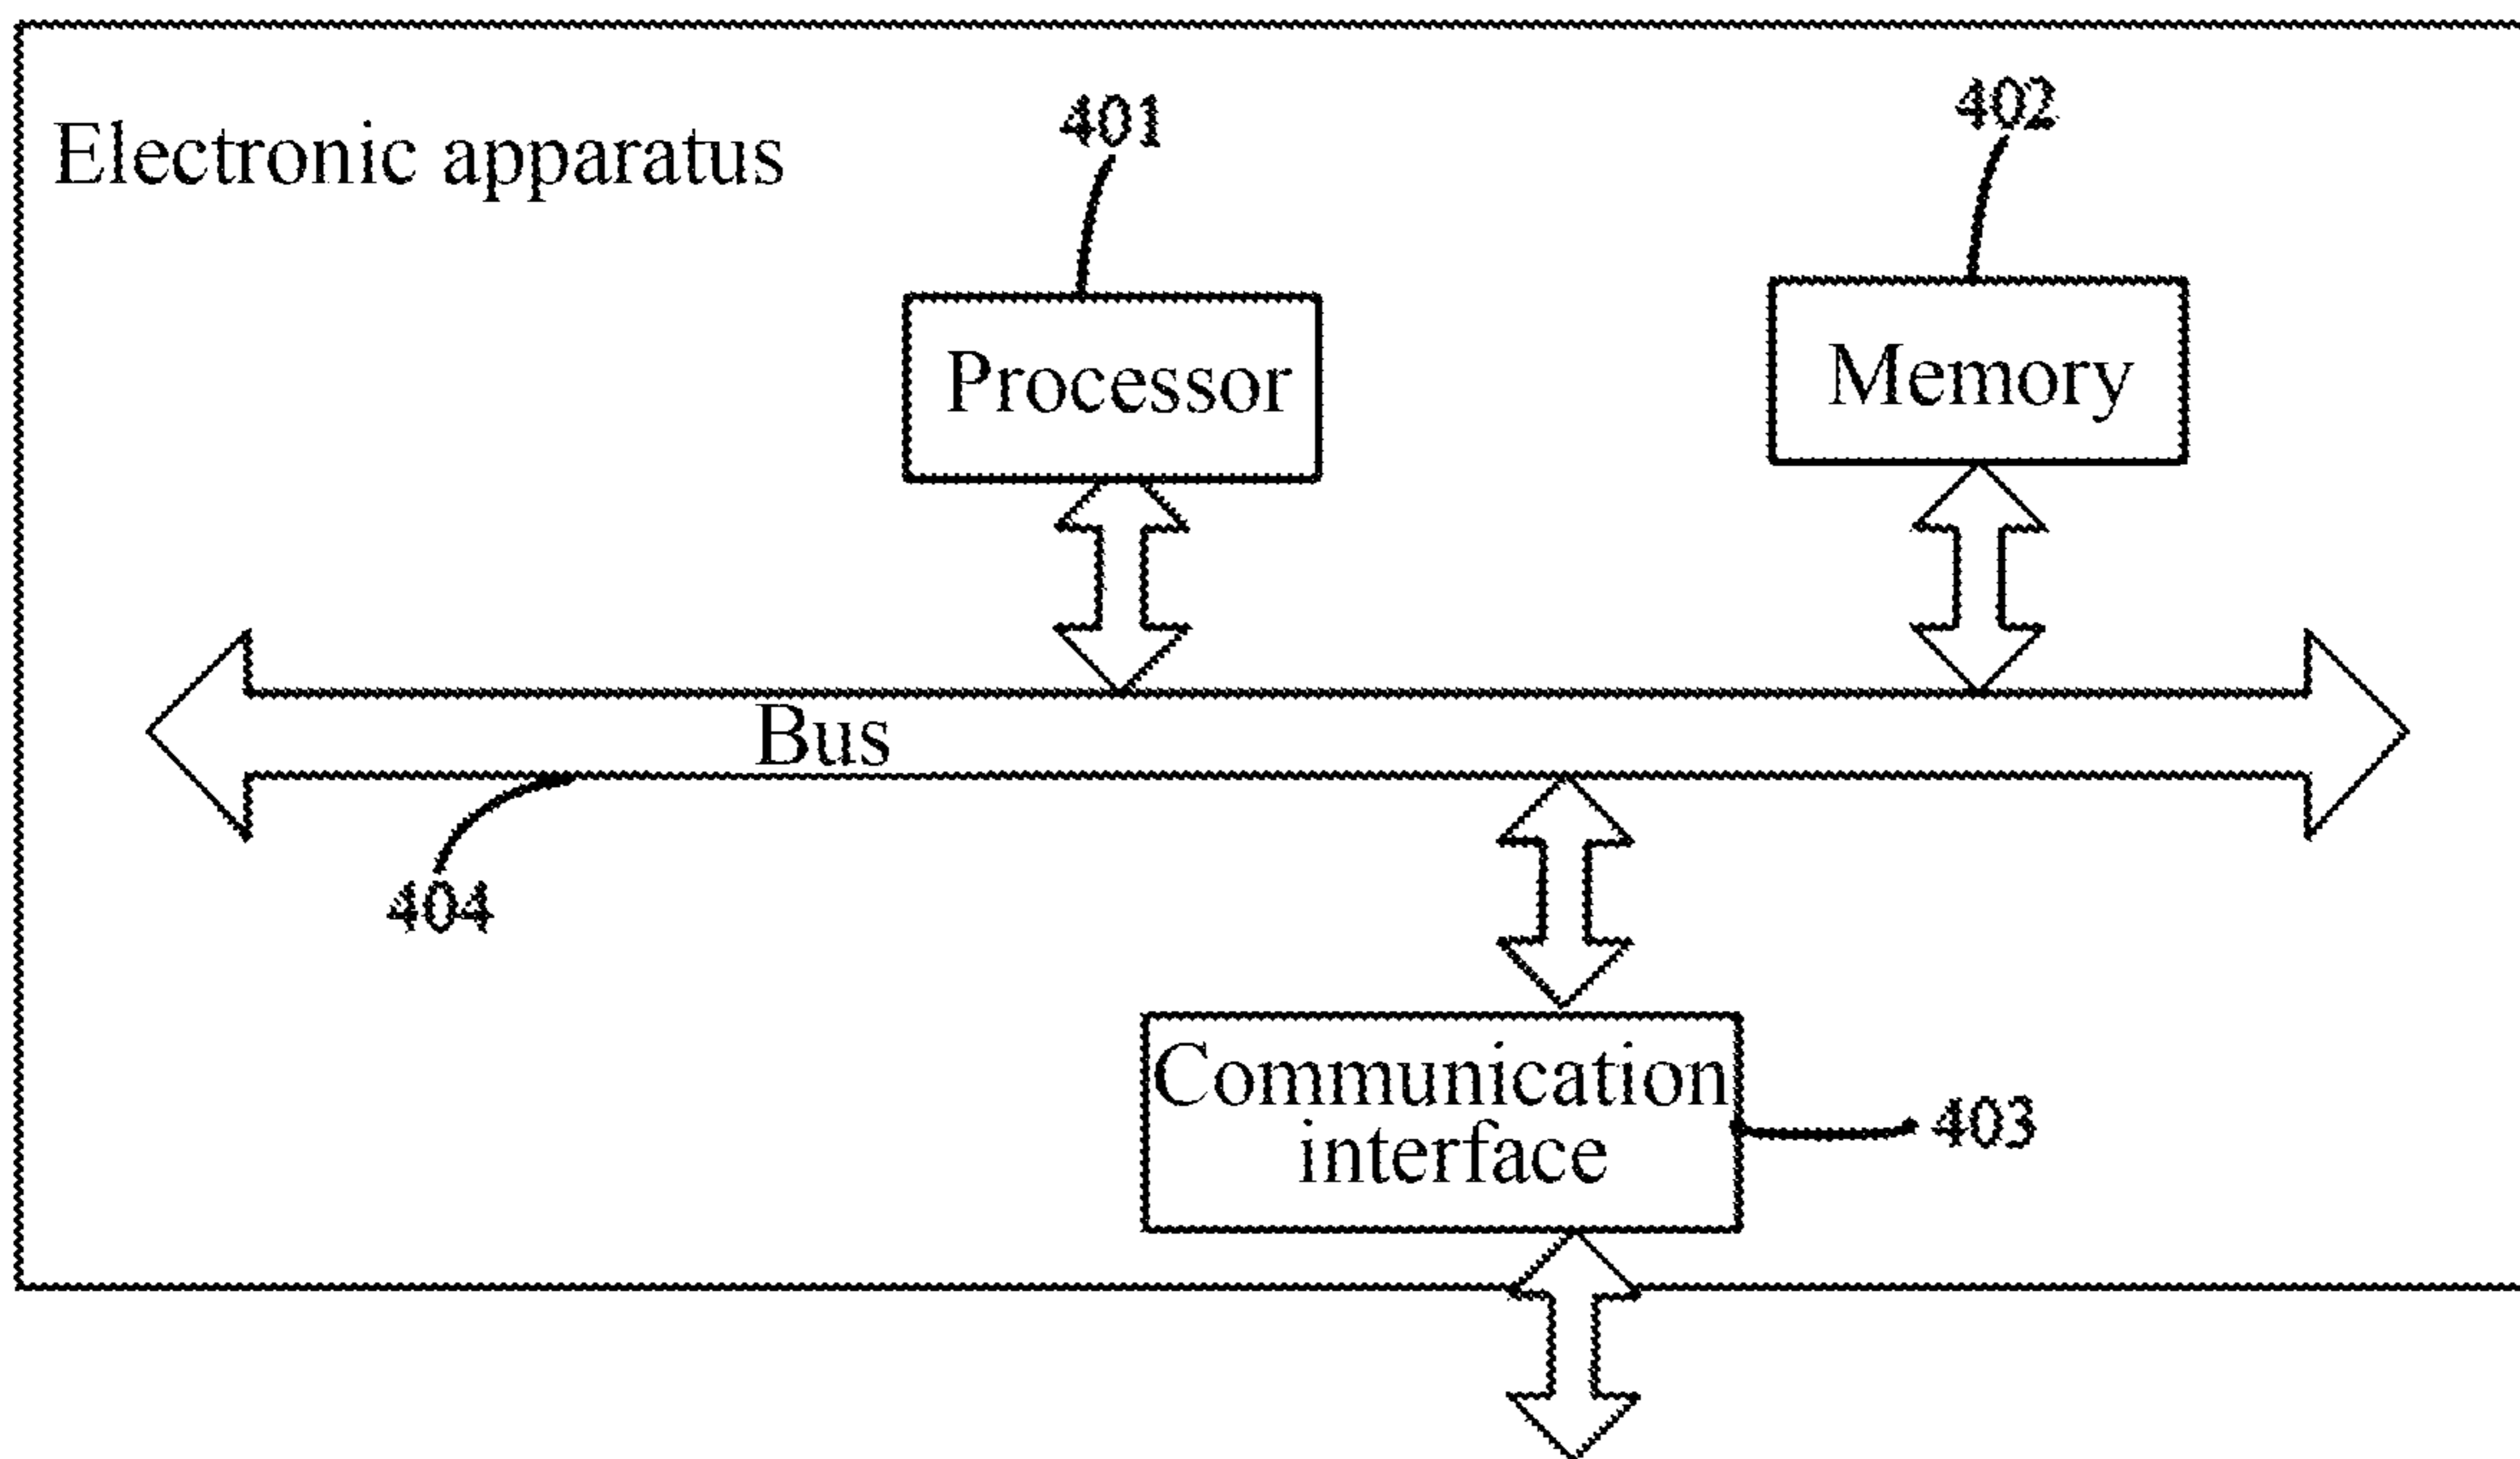 401
402
Electronic apparatus
Processor
Memory
Bus
404
Communication
interface
403